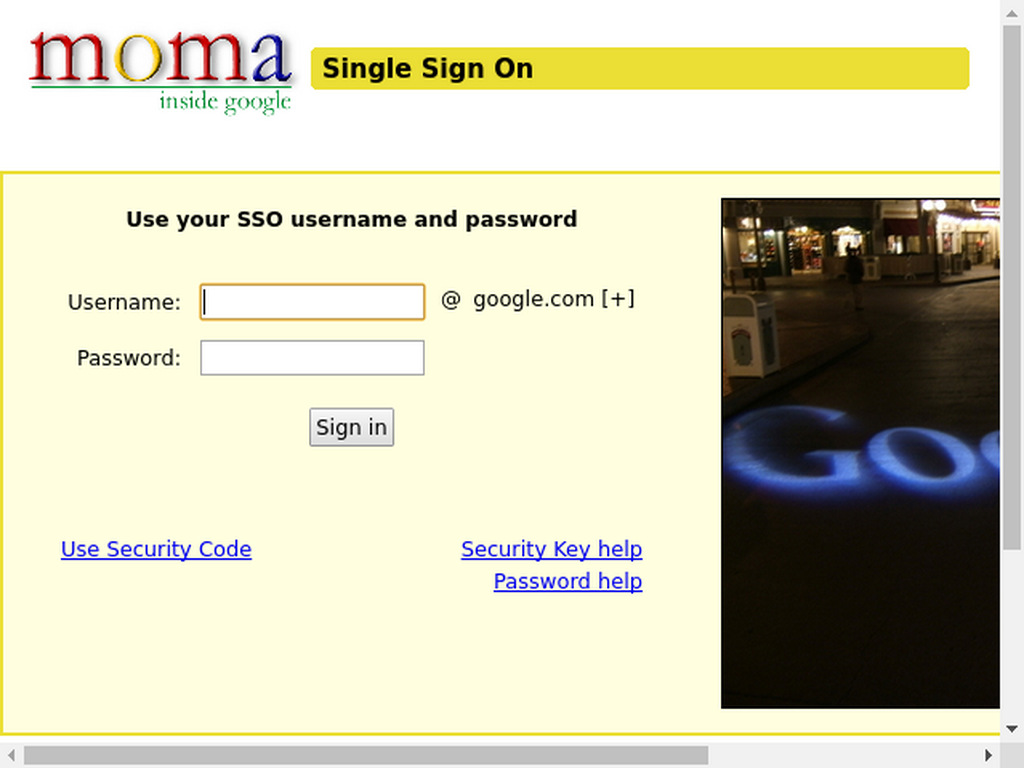 moma
inside google
Single Sign On
Use your SSO username and password
Username:
@ google.com [+]
Password:
Sign in
Use Security Code
Security Key help
Password help
Goo